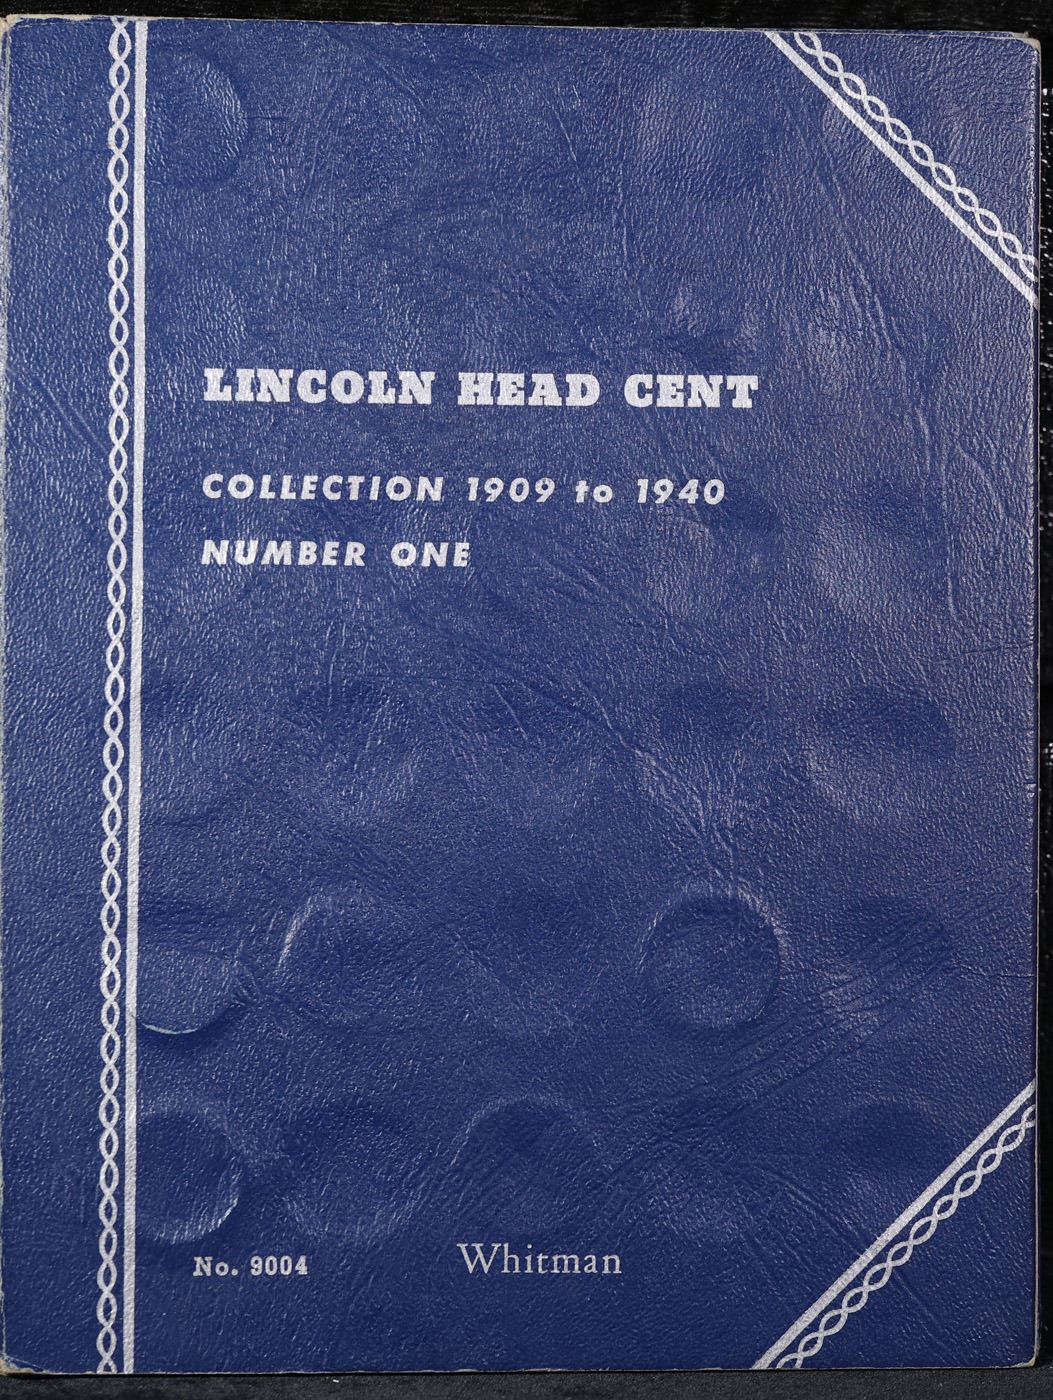 LINCOLN HEAD CENT
COLLECTION 1909 to 1940
NUMBER ONE
No. 9004
Whitman